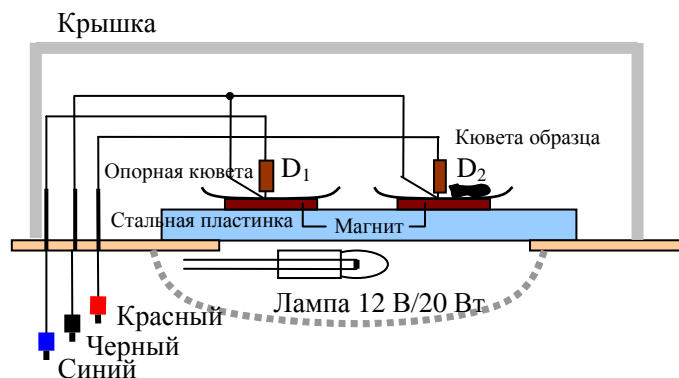 Крышка
Кювета образца
Опорная кювета
D1
D2
Стальная пластинка
Магнит
Лампа 12 В/20 Вт
Красный
Черный
Синий